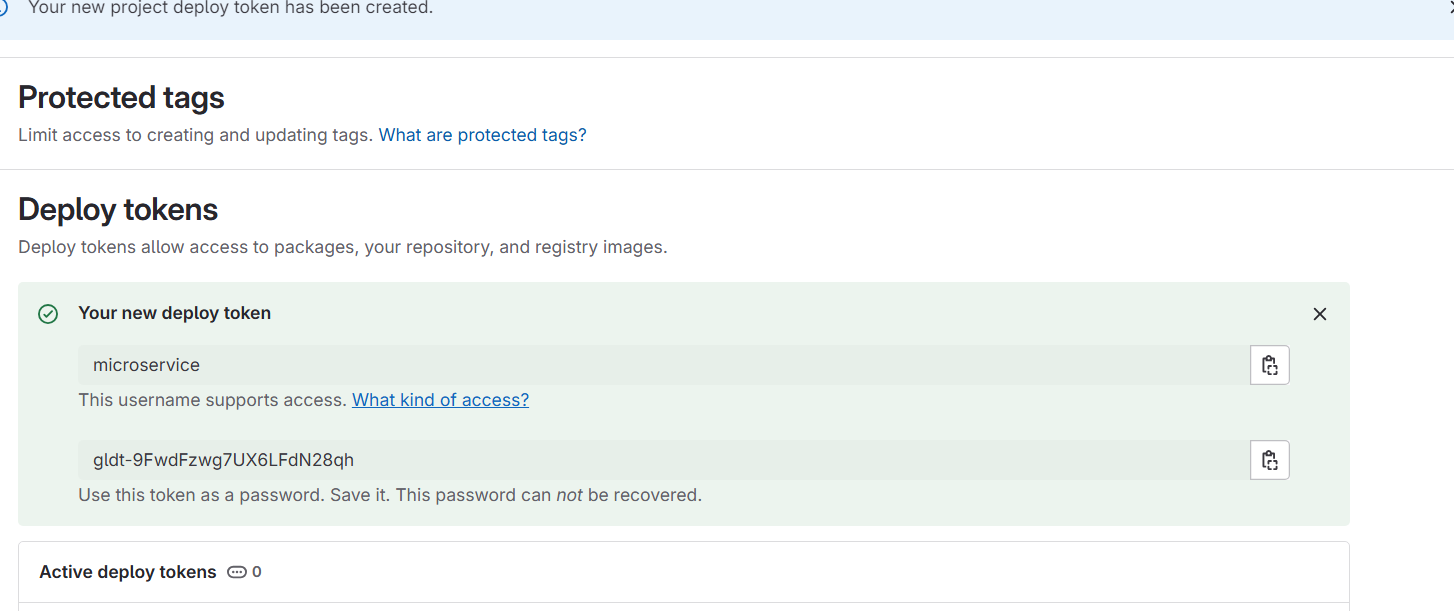 Your new project deploy token has been created.
Protected tags
Limit access to creating and updating tags. What are protected tags?
Deploy tokens
Deploy tokens allow access to packages, your repository, and registry images.
Your new deploy token
microservice
This username supports access. What kind of access?
gldt-9FwdFzwg7UX6LFdN28qh
Use this token as a password. Save it. This password can not be recovered.
Active deploy tokens 0